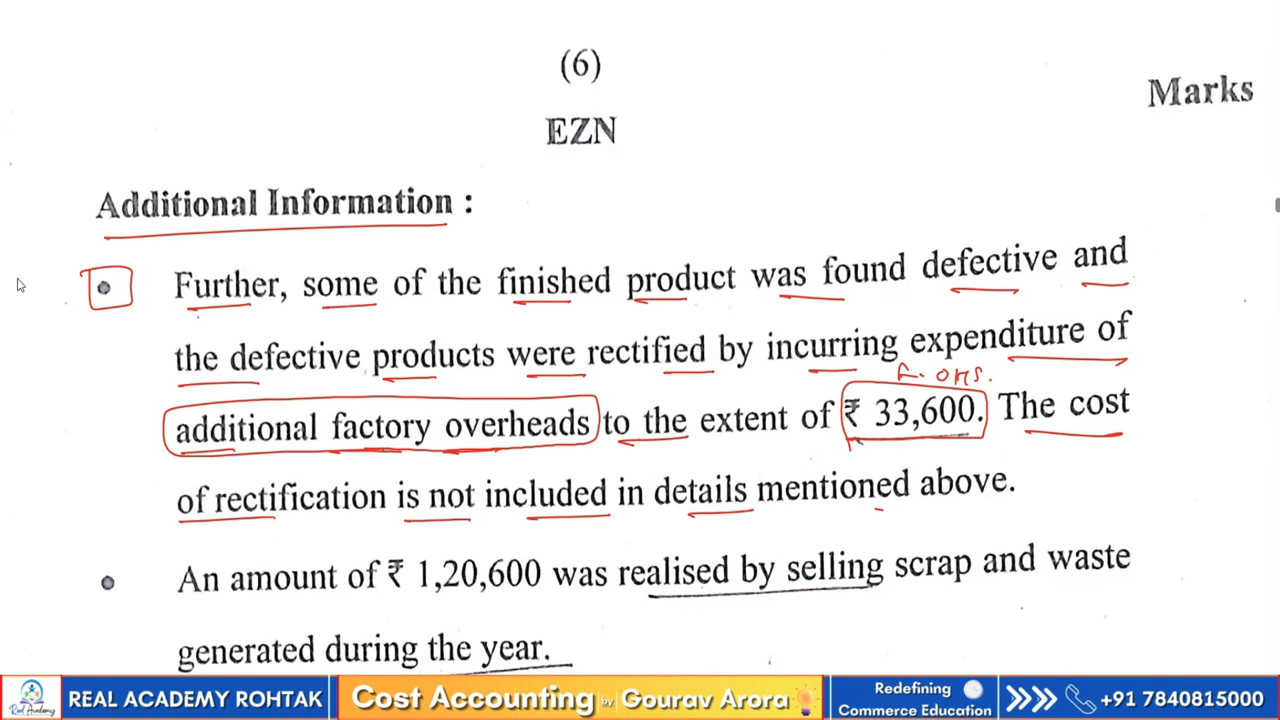 (6)
Marks
EZN
Additional Information :
• Further, some of the finished product was found defective and
the defective products were rectified by incurring expenditure of
F. OHS.
additional factory overheads to the extent of ₹ 33,600. The cost
of rectification is not included in details mentioned above.
• An amount of ₹ 1,20,600 was realised by selling scrap and waste
generated during the year.
Real Academy
REAL ACADEMY ROHTAK
Cost Accounting by Gourav Arora
Redefining
Commerce Education
+91 7840815000